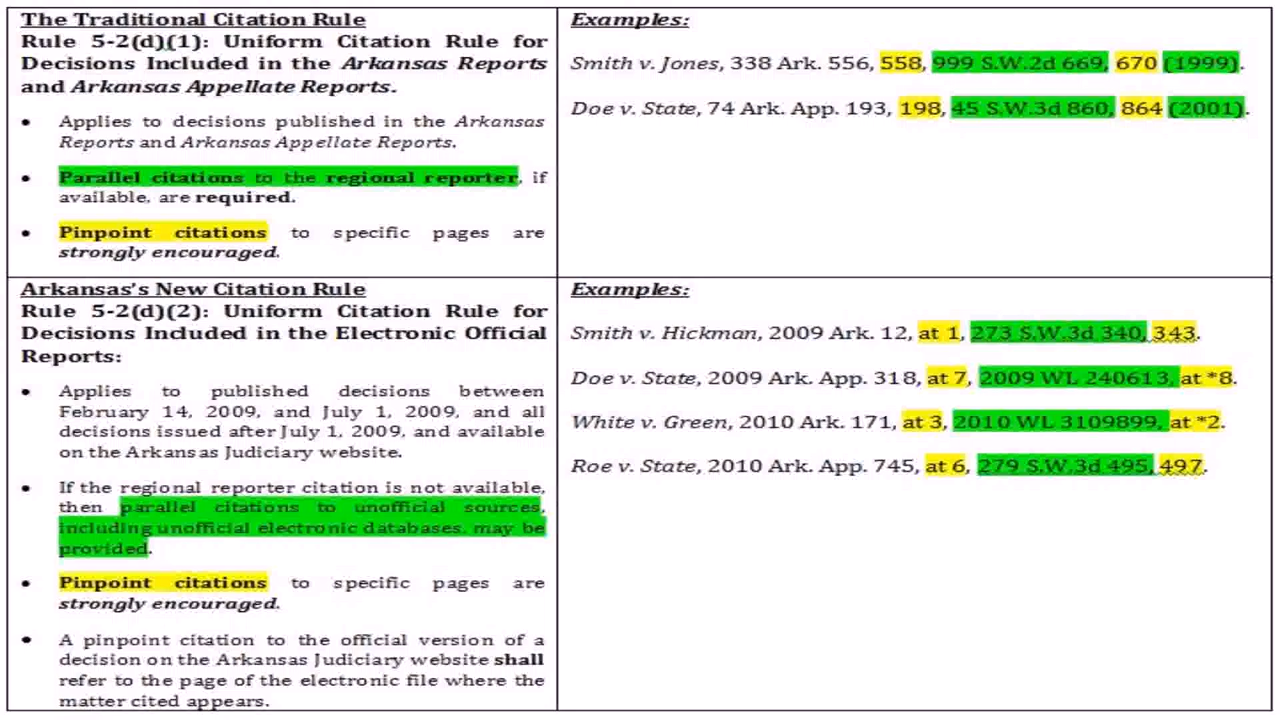 The Traditional Citation Rule
Rule 5-2(d)(1): Uniform Citation Rule for
Decisions Included in the Arkansas Reports
and Arkansas Appellate Reports.
• Applies to decisions published in the Arkansas
Reports and Arkansas Appellate Reports.
• Parallel citations to the regional reporter, if
available, are required.
• Pinpoint citations to specific pages are
strongly encouraged.
Examples:
Smith v. Jones, 338 Ark. 556, 558, 999 S.W.2d 669, 670 (1999).
Doe v. State, 74 Ark. App. 193, 198, 45 S.W.3d 860, 864 (2001).
Arkansas's New Citation Rule
Rule 5-2(d)(2): Uniform Citation Rule for
Decisions Included in the Electronic Official
Reports:
• Applies to published decisions between
February 14, 2009, and July 1, 2009, and all
decisions issued after July 1, 2009, and available
on the Arkansas Judiciary website.
• If the regional reporter citation is not available,
then parallel citations to unofficial sources,
including unofficial electronic databases, may be
provided.
• Pinpoint citations to specific pages are
strongly encouraged.
• A pinpoint citation to the official version of a
decision on the Arkansas Judiciary website shall
refer to the page of the electronic file where the
matter cited appears.
Examples:
Smith v. Hickman, 2009 Ark. 12, at 1, 273 S.W.3d 340, 343.
Doe v. State, 2009 Ark. App. 318, at 7, 2009 WL 240613, at *8.
White v. Green, 2010 Ark. 171, at 3, 2010 WL 3109899, at *2.
Roe v. State, 2010 Ark. App. 745, at 6, 279 S.W.3d 495, 497.